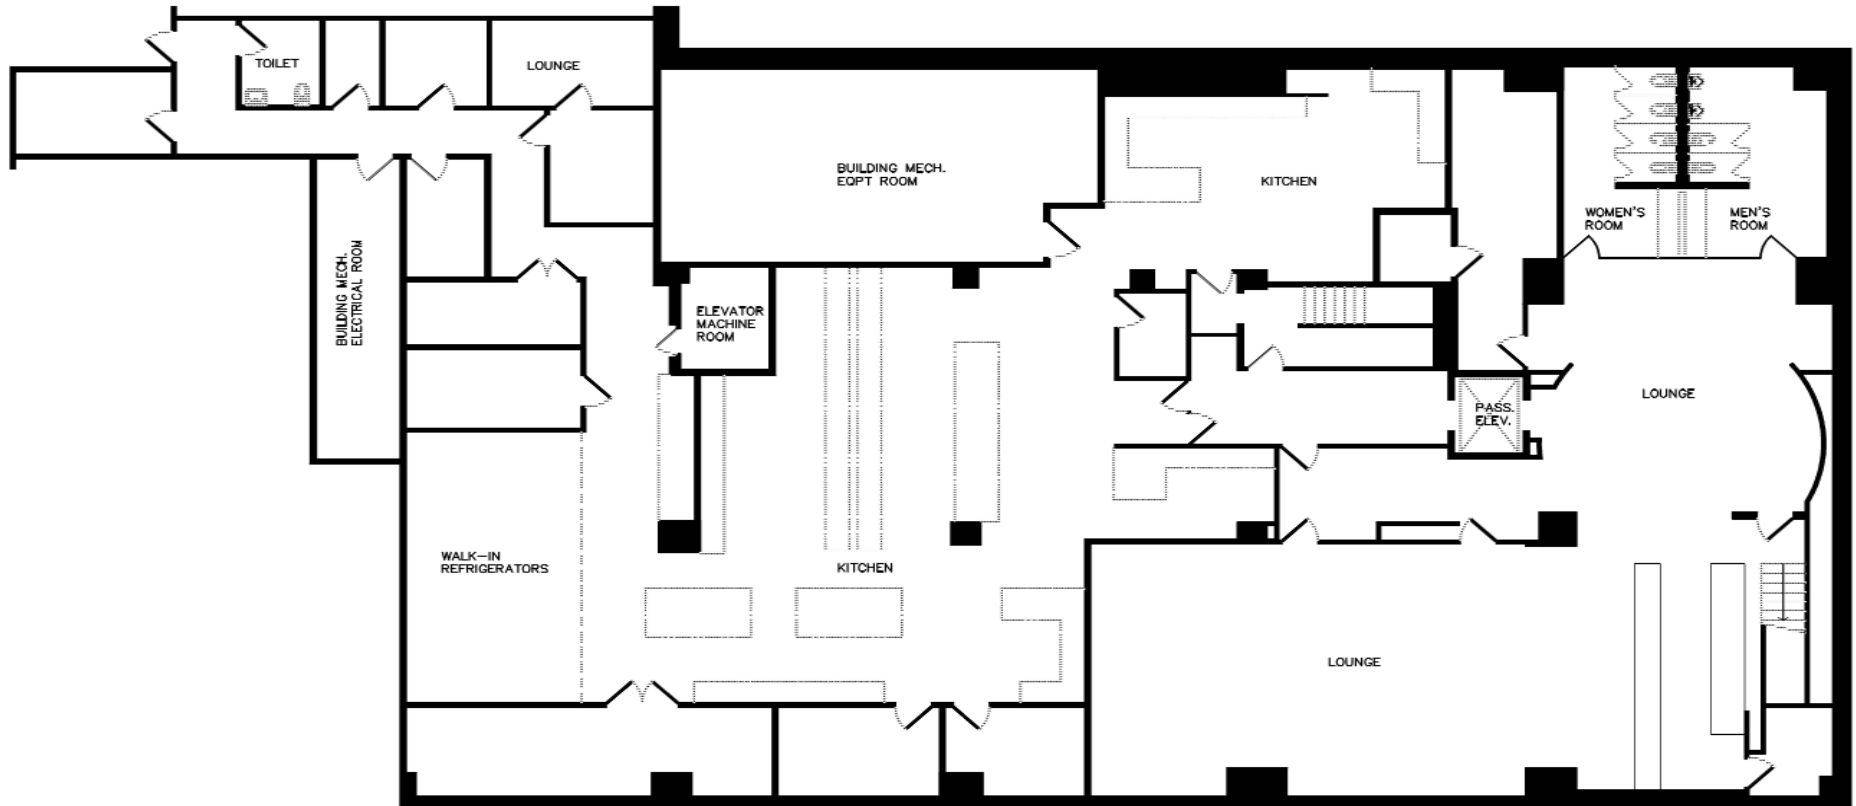 TOILET
LOUNGE
BUILDING MECH.
EQPT ROOM
KITCHEN
WOMEN'S
ROOM
MEN'S
ROOM
BUILDING MECH.
ELECTRICAL ROOM
ELEVATOR
MACHINE
ROOM
LOUNGE
PASS.
ELEV.
WALK-IN
REFRIGERATORS
KITCHEN
LOUNGE